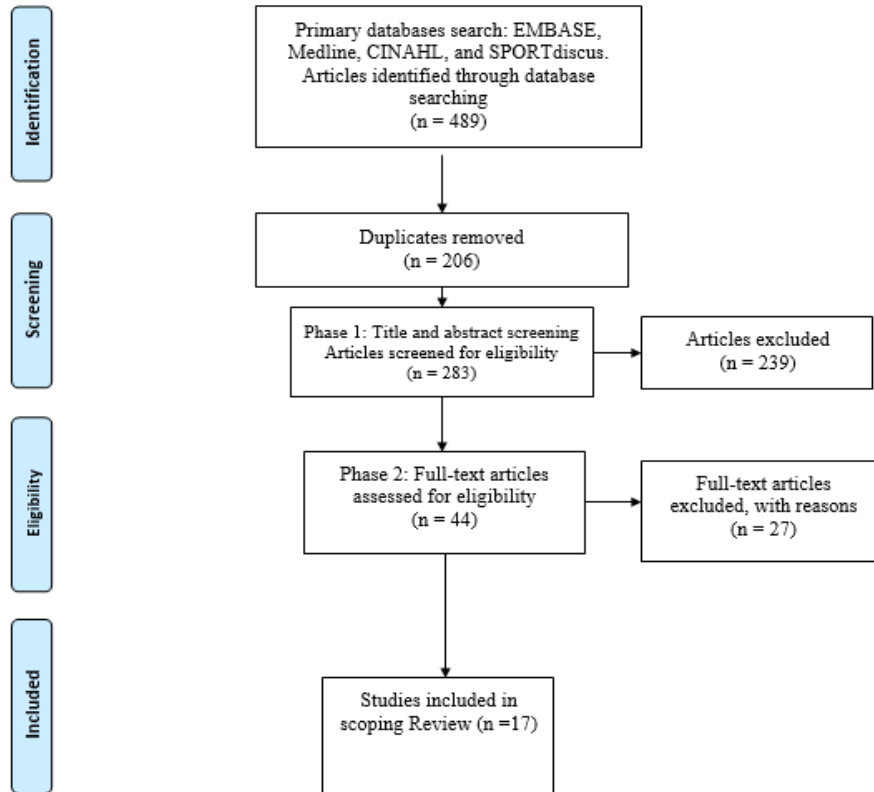 Identification
Primary databases search: EMBASE,
Medline, CINAHL, and SPORTdiscus.
Articles identified through database
searching
(n = 489)
Screening
Duplicates removed
(n = 206)
Phase 1: Title and abstract screening
Articles screened for eligibility
(n = 283)
Articles excluded
(n = 239)
Eligibility
Phase 2: Full-text articles
assessed for eligibility
(n = 44)
Full-text articles
excluded, with reasons
(n = 27)
Included
Studies included in
scoping Review (n =17)